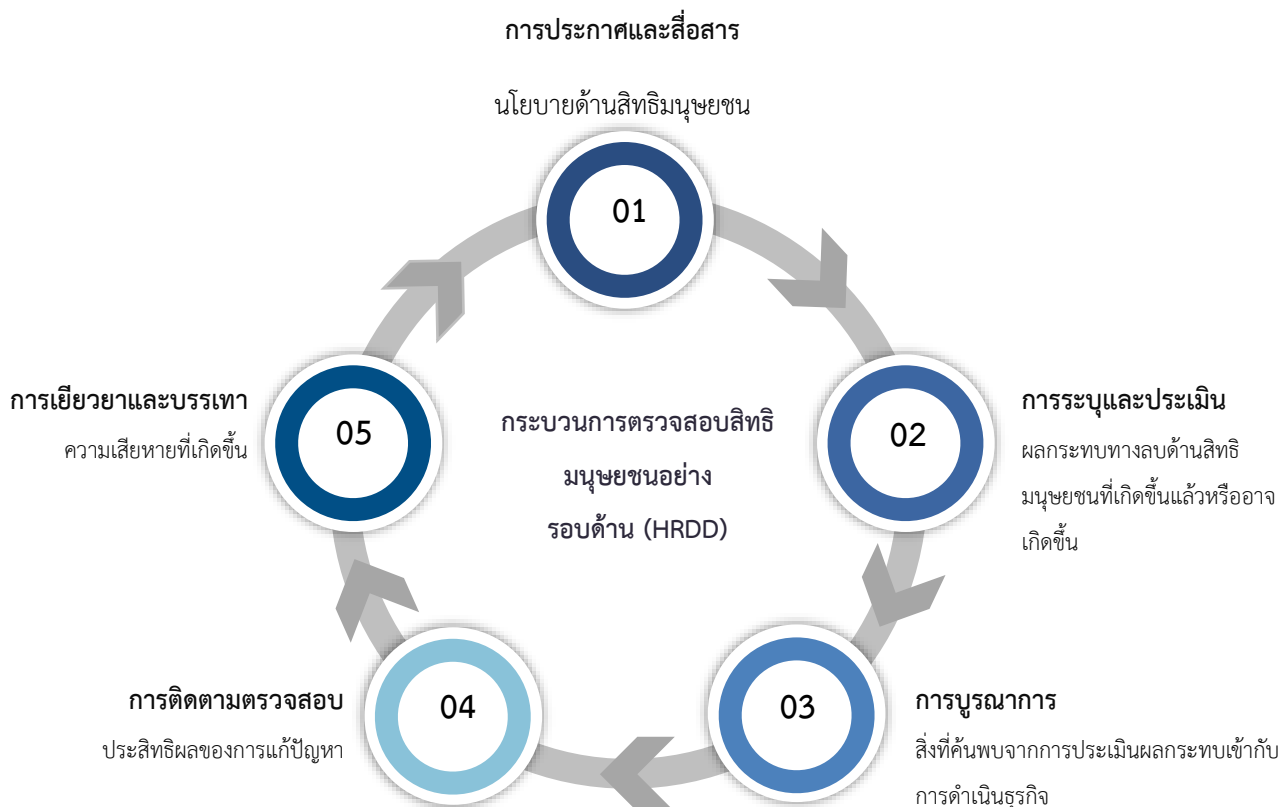 การประกาศและสื่อสาร
นโยบายด้านสิทธิมนุษยชน
01
การระบุและประเมิน
02
ผลกระทบทางลบด้านสิทธิ
มนุษยชนที่เกิดขึ้นแล้วหรืออาจ
เกิดขึ้น
การบูรณาการ
03
สิ่งที่ค้นพบจากการประเมินผลกระทบเข้ากับ
การดำเนินธุรกิจ
การติดตามตรวจสอบ
04
ประสิทธิผลของการแก้ปัญหา
การเยียวยาและบรรเทา
05
ความเสียหายที่เกิดขึ้น
กระบวนการตรวจสอบสิทธิ
มนุษยชนอย่าง
รอบด้าน (HRDD)